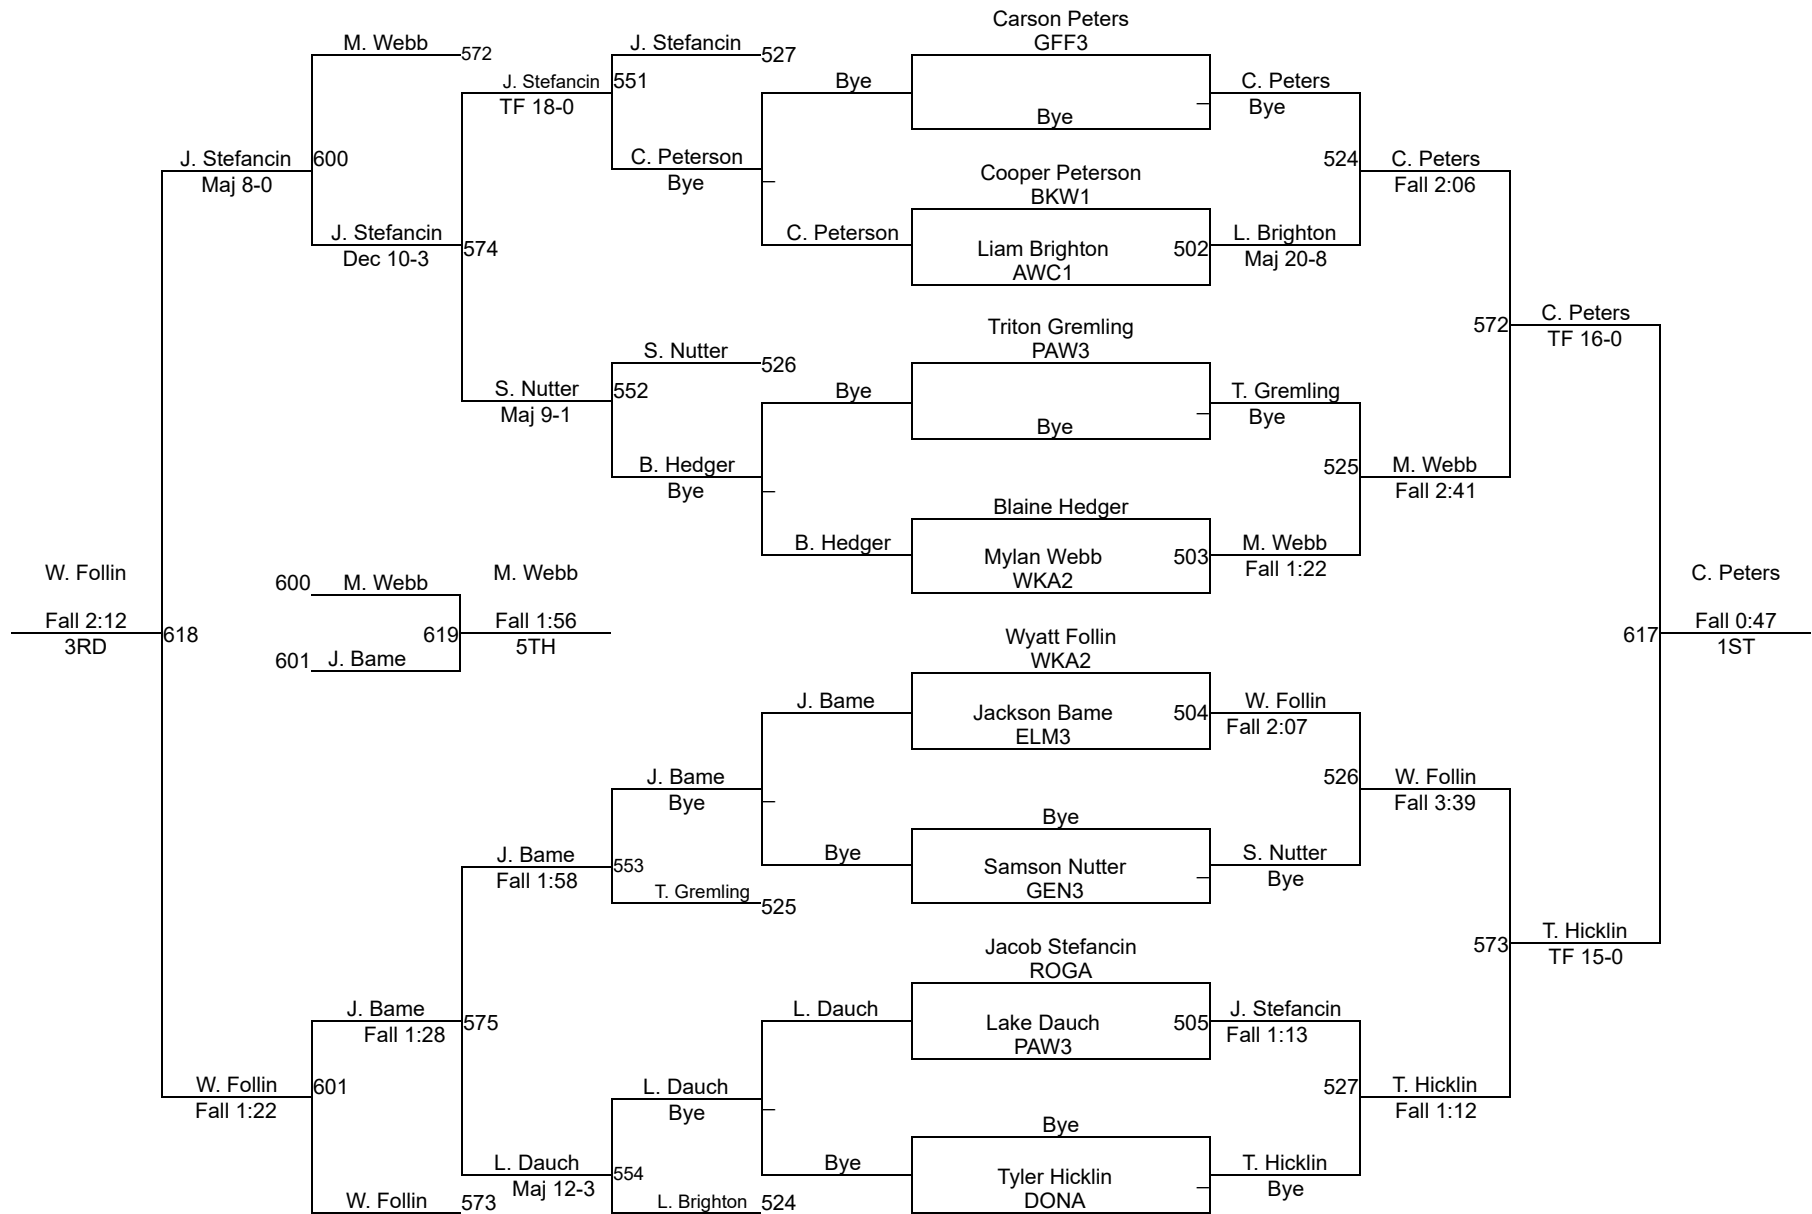 Carson Peters
GFF3
M. Webb
572
J. Stefancin
527
J. Stefancin
551
TF 18-0
Bye
Bye
C. Peters
Bye
J. Stefancin
600
Maj 8-0
C. Peterson
Bye
Cooper Peterson
BKW1
524
C. Peters
Fall 2:06
J. Stefancin
574
Dec 10-3
C. Peterson
Liam Brighton
AWC1
502
L. Brighton
Maj 20-8
Triton Gremling
PAW3
572
C. Peters
TF 16-0
S. Nutter
526
S. Nutter
552
Maj 9-1
Bye
Bye
T. Gremling
Bye
B. Hedger
Bye
525
M. Webb
Fall 2:41
Blaine Hedger
B. Hedger
Mylan Webb
WKA2
503
M. Webb
Fall 1:22
W. Follin
Fall 2:12
3RD
618
600
M. Webb
601
J. Bame
619
M. Webb
Fall 1:56
5TH
C. Peters
617
Fall 0:47
1ST
Wyatt Follin
WKA2
J. Bame
Jackson Bame
ELM3
504
W. Follin
Fall 2:07
J. Bame
Bye
526
W. Follin
Fall 3:39
Bye
J. Bame
553
Fall 1:58
T. Gremling
525
Bye
Samson Nutter
GEN3
S. Nutter
Bye
573
T. Hicklin
TF 15-0
Jacob Stefancin
ROGA
J. Bame
575
Fall 1:28
L. Dauch
Lake Dauch
PAW3
505
J. Stefancin
Fall 1:13
W. Follin
601
Fall 1:22
L. Dauch
Bye
527
T. Hicklin
Fall 1:12
Bye
L. Dauch
554
Maj 12-3
Bye
Tyler Hicklin
DONA
T. Hicklin
Bye
W. Follin
573
L. Brighton
524